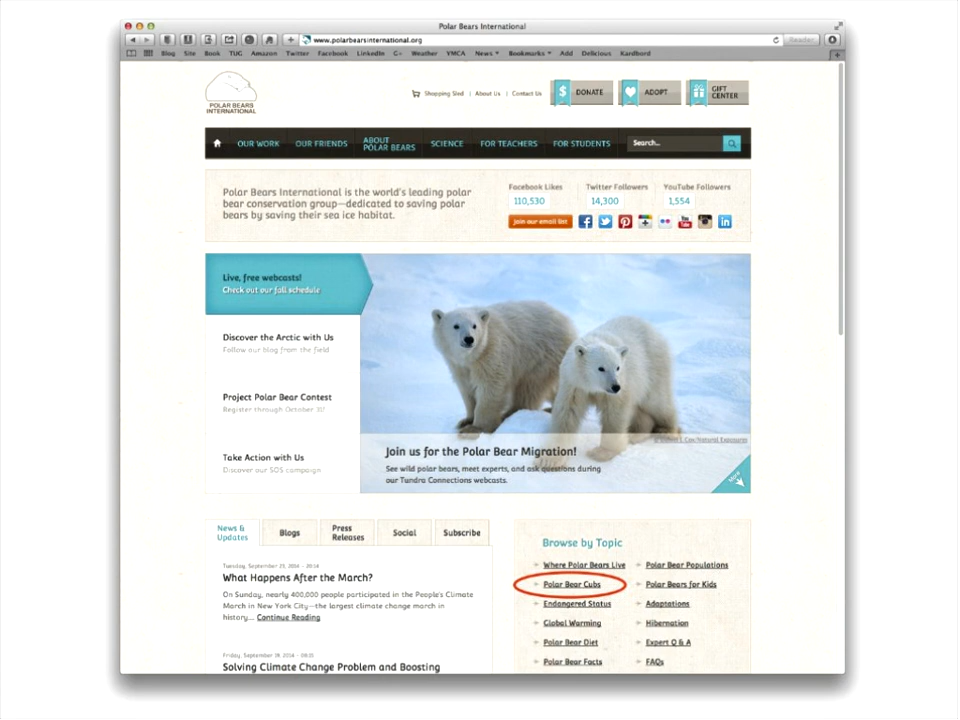 Polar Bears International
www.polarbearsinternational.org
Reader
Blog Site Book TUG Amazon Twitter Facebook LinkedIn G+ Weather YMCA News Bookmarks Add Delicious Kardbord
POLAR BEARS
INTERNATIONAL
Shopping Sled | About Us | Contact Us
$ DONATE
ADOPT
GIFT
CENTER
OUR WORK
OUR FRIENDS
ABOUT
POLAR BEARS
SCIENCE
FOR TEACHERS
FOR STUDENTS
Search...
Polar Bears International is the world's leading polar
bear conservation group—dedicated to saving polar
bears by saving their sea ice habitat.
Facebook Likes
110,530
Twitter Followers
14,300
YouTube Followers
1,554
Join our email list
Live, free webcasts!
Check out our fall schedule
Discover the Arctic with Us
Follow our blog from the field
Project Polar Bear Contest
Register through October 31!
Take Action with Us
Discover our SOS campaign
Join us for the Polar Bear Migration!
See wild polar bears, meet experts, and ask questions during
our Tundra Connections webcasts.
More
News &
Updates
Blogs
Press
Releases
Social
Subscribe
Tuesday, September 23, 2014 -
What Happens After the March?
On Sunday, nearly 400,000 people participated in the People's Climate
March in New York City—the largest climate change march in
history... Continue Reading
Friday, September 19, 2014 -
Solving Climate Change Problem and Boosting
Browse by Topic
Where Polar Bears Live
Polar Bear Cubs
Endangered Status
Global Warming
Polar Bear Diet
Polar Bear Facts
Polar Bear Populations
Polar Bears for Kids
Adaptations
Hibernation
Expert Q & A
FAQs